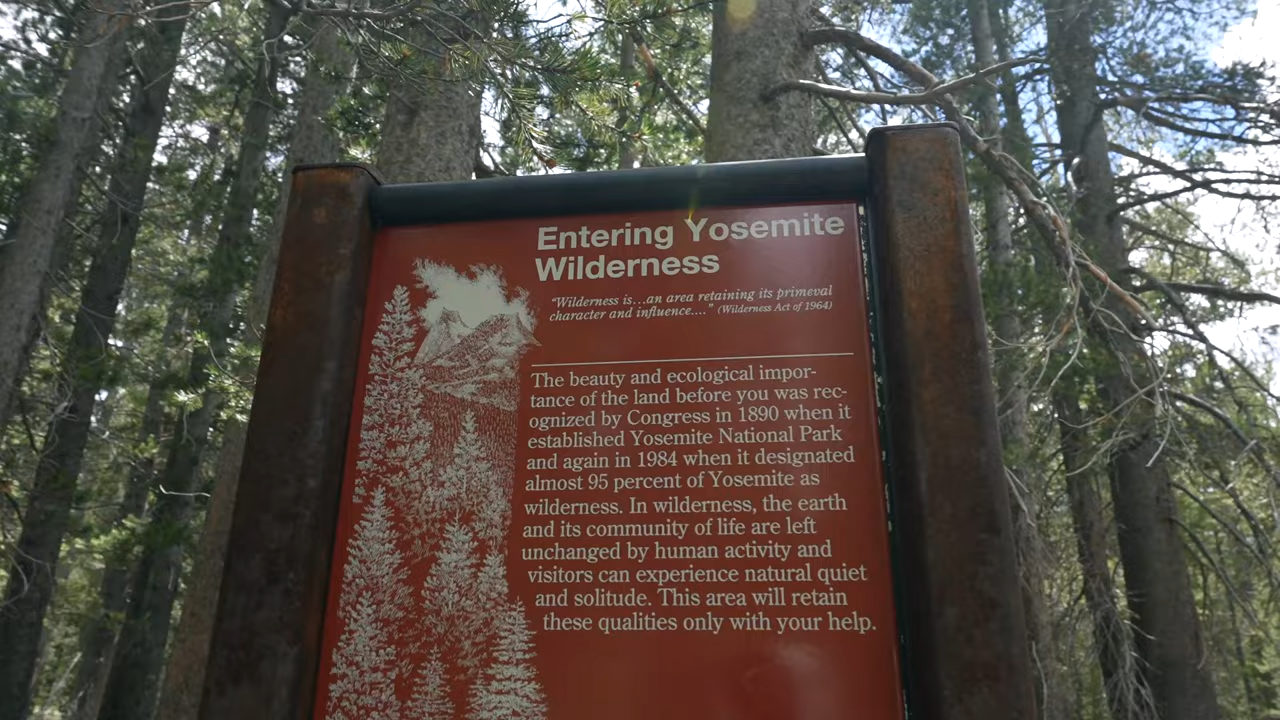 Entering Yosemite
Wilderness
“Wilderness is...an area retaining its primeval
character and influence....” (Wilderness Act of 1964)
The beauty and ecological impor-
tance of the land before you was rec-
ognized by Congress in 1890 when it
established Yosemite National Park
and again in 1984 when it designated
almost 95 percent of Yosemite as
wilderness. In wilderness, the earth
and its community of life are left
unchanged by human activity and
visitors can experience natural quiet
and solitude. This area will retain
these qualities only with your help.